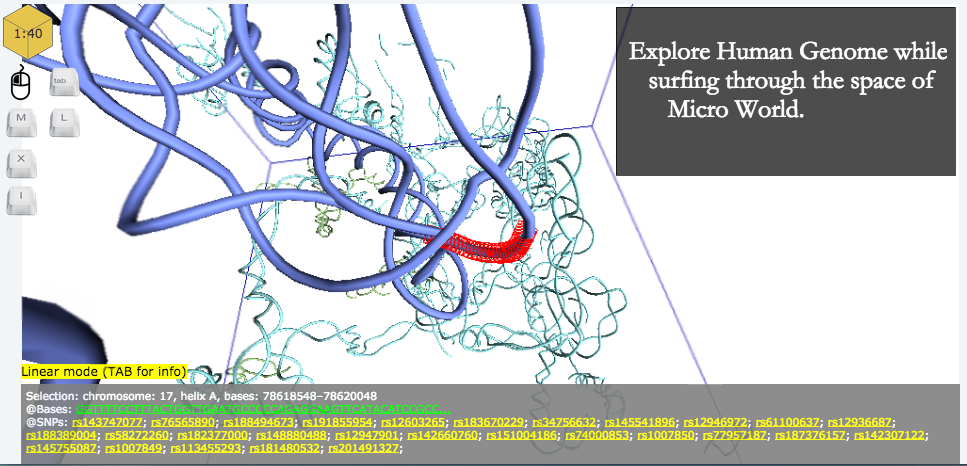 1:40
Explore Human Genome while
surfing through the space of
Micro World.
tab
M L
X
I
Linear mode (TAB for info)
Selection: chromosome: 17, helix A, bases: 78618548-78620048
@Bases:
@SNPs: rs143747077; rs76565890; rs188494673; rs191855954; rs12603265; rs183670229; rs34756632; rs145541896; rs12946972; rs61100637; rs12936687;
rs188389004; rs58272260; rs182377000; rs148880488; rs12947901; rs142660760; rs151004186; rs74000853; rs1007850; rs77957187; rs187376157; rs142307122;
rs145755087; rs1007849; rs113455293; rs181480532; rs201491327;